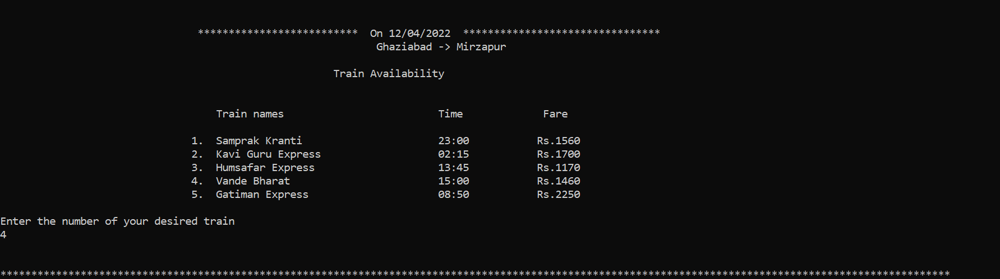 **************************  On 12/04/2022  ********************************
Ghaziabad -> Mirzapur
Train Availability
Train names Time Fare
1. Samprak Kranti 23:00 Rs.1560
2. Kavi Guru Express 02:15 Rs.1700
3. Humsafar Express 13:45 Rs.1170
4. Vande Bharat 15:00 Rs.1460
5. Gatiman Express 08:50 Rs.2250
Enter the number of your desired train
4
**********************************************************************************************************************************************************